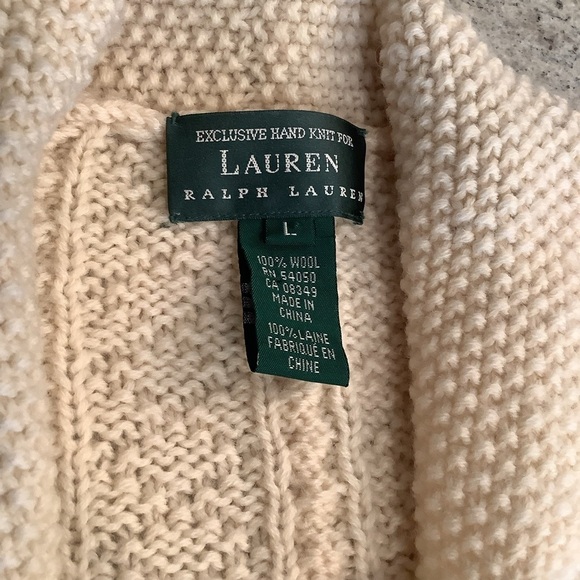 EXCLUSIVE HAND KNIT FOR
LAUREN
RALPH LAUREN
L
100% WOOL
RN 54050
CA 08349
MADE IN
CHINA
100% LAINE
FABRIQUÉ EN
CHINE